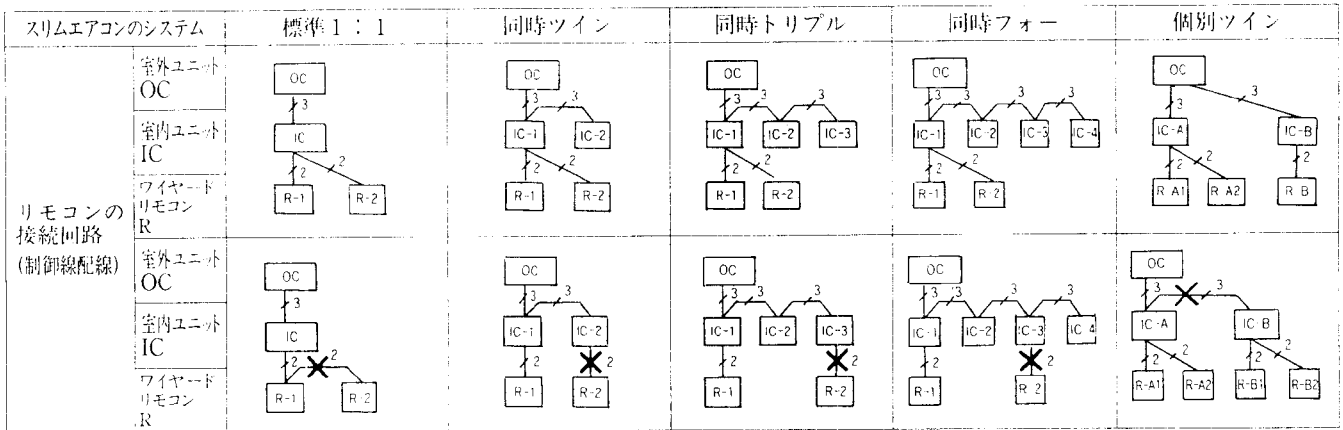 スリムエアコンのシステム 標準1：1 同時ツイン 同時トリプル 同時フォー 個別ツイン
リモコンの
接続回路
(制御線配線)
室外ユニット
OC
室内ユニット
IC
ワイヤード
リモコン
R
OC
3
IC
2 2
R-1 R-2
OC
3 3
IC-1 IC-2
2 2
R-1 R-2
OC
3 3 3
IC-1 IC-2 IC-3
2 2
R-1 R-2
OC
3 3 3 3
IC-1 IC-2 IC-3 IC-4
2 2
R-1 R-2
OC
3 3
IC-A IC-B
2 2 2
R-A1 R-A2 R-B
室外ユニット
OC
室内ユニット
IC
ワイヤード
リモコン
R
OC
3
IC
2 2
R-1 R-2
OC
3 3
IC-1 IC-2
2 2
R-1 R-2
OC
3 3 3
IC-1 IC-2 IC-3
2 2
R-1 R-2
OC
3 3 3 3
IC-1 IC-2 IC-3 IC-4
2 2
R-1 R-2
OC
3 3
IC-A IC-B
2 2 2 2
R-A1 R-A2 R-B1 R-B2